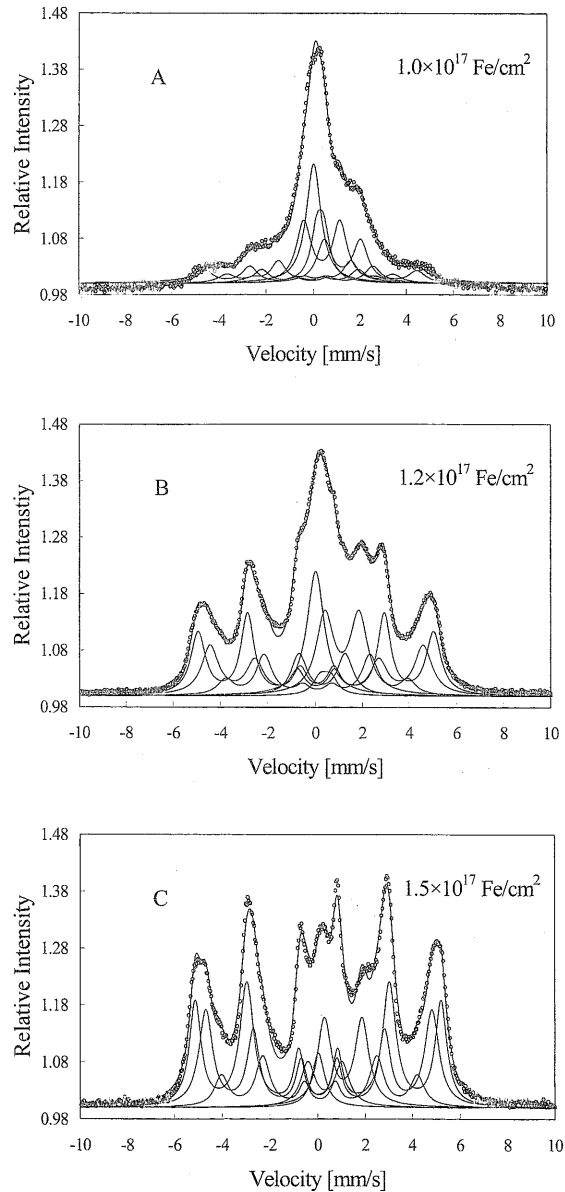 1.48
A
1.0×10^17 Fe/cm^2
1.38
1.28
1.18
1.08
0.98
Relative Intensity
-10 -8 -6 -4 -2 0 2 4 6 8 10
Velocity [mm/s]
1.48
B
1.2×10^17 Fe/cm^2
1.38
1.28
1.18
1.08
0.98
Relative Intenstiy
-10 -8 -6 -4 -2 0 2 4 6 8 10
Velocity [mm/s]
1.48
C
1.5×10^17 Fe/cm^2
1.38
1.28
1.18
1.08
0.98
Relative Intensity
-10 -8 -6 -4 -2 0 2 4 6 8 10
Velocity [mm/s]